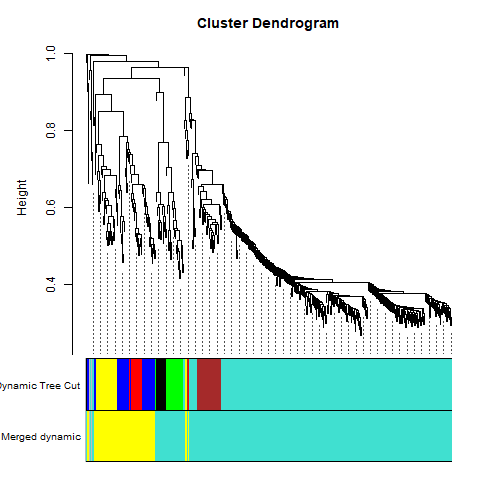 Cluster Dendrogram
1.0
0.8
0.6
0.4
Height
Dynamic Tree Cut
Merged dynamic